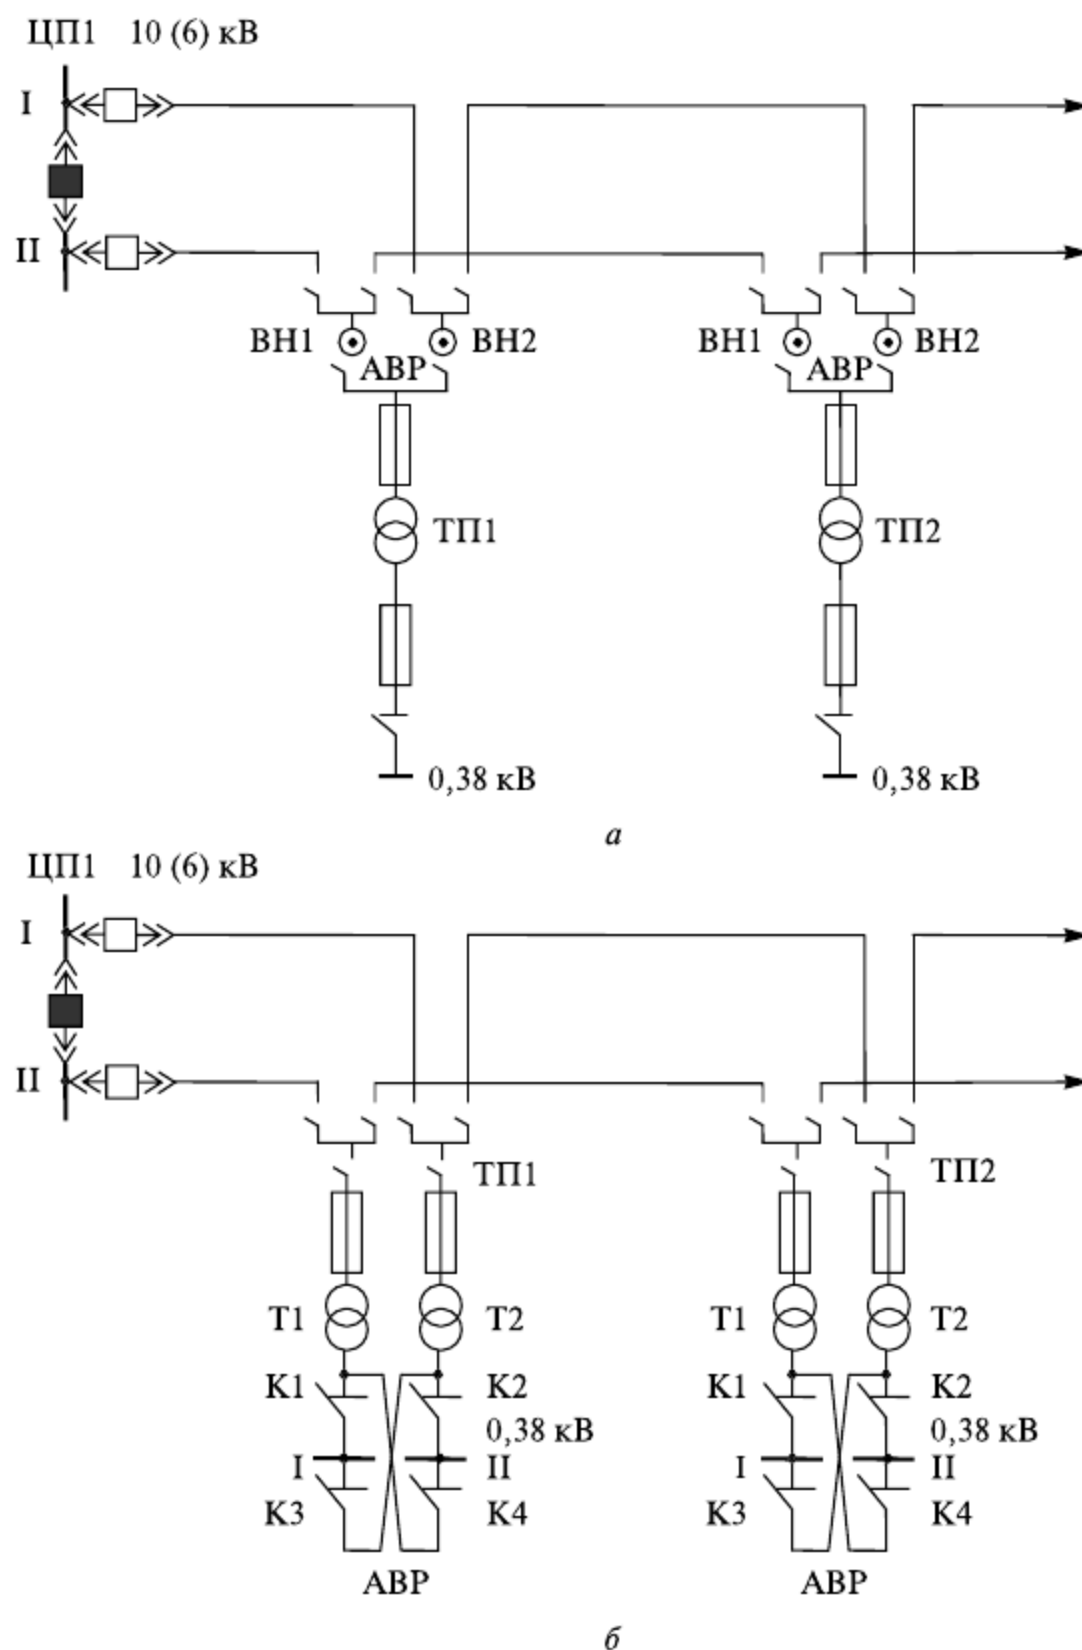 ЦП1 10 (6) кВ
I
II
ВН1 ВН2 ВН1 ВН2
АВР АВР
ТП1 ТП2
0,38 кВ 0,38 кВ
а
ЦП1 10 (6) кВ
I
II
ТП1 ТП2
Т1 Т2 Т1 Т2
К1 К2 К1 К2
0,38 кВ 0,38 кВ
I II I II
К3 К4 К3 К4
АВР АВР
б